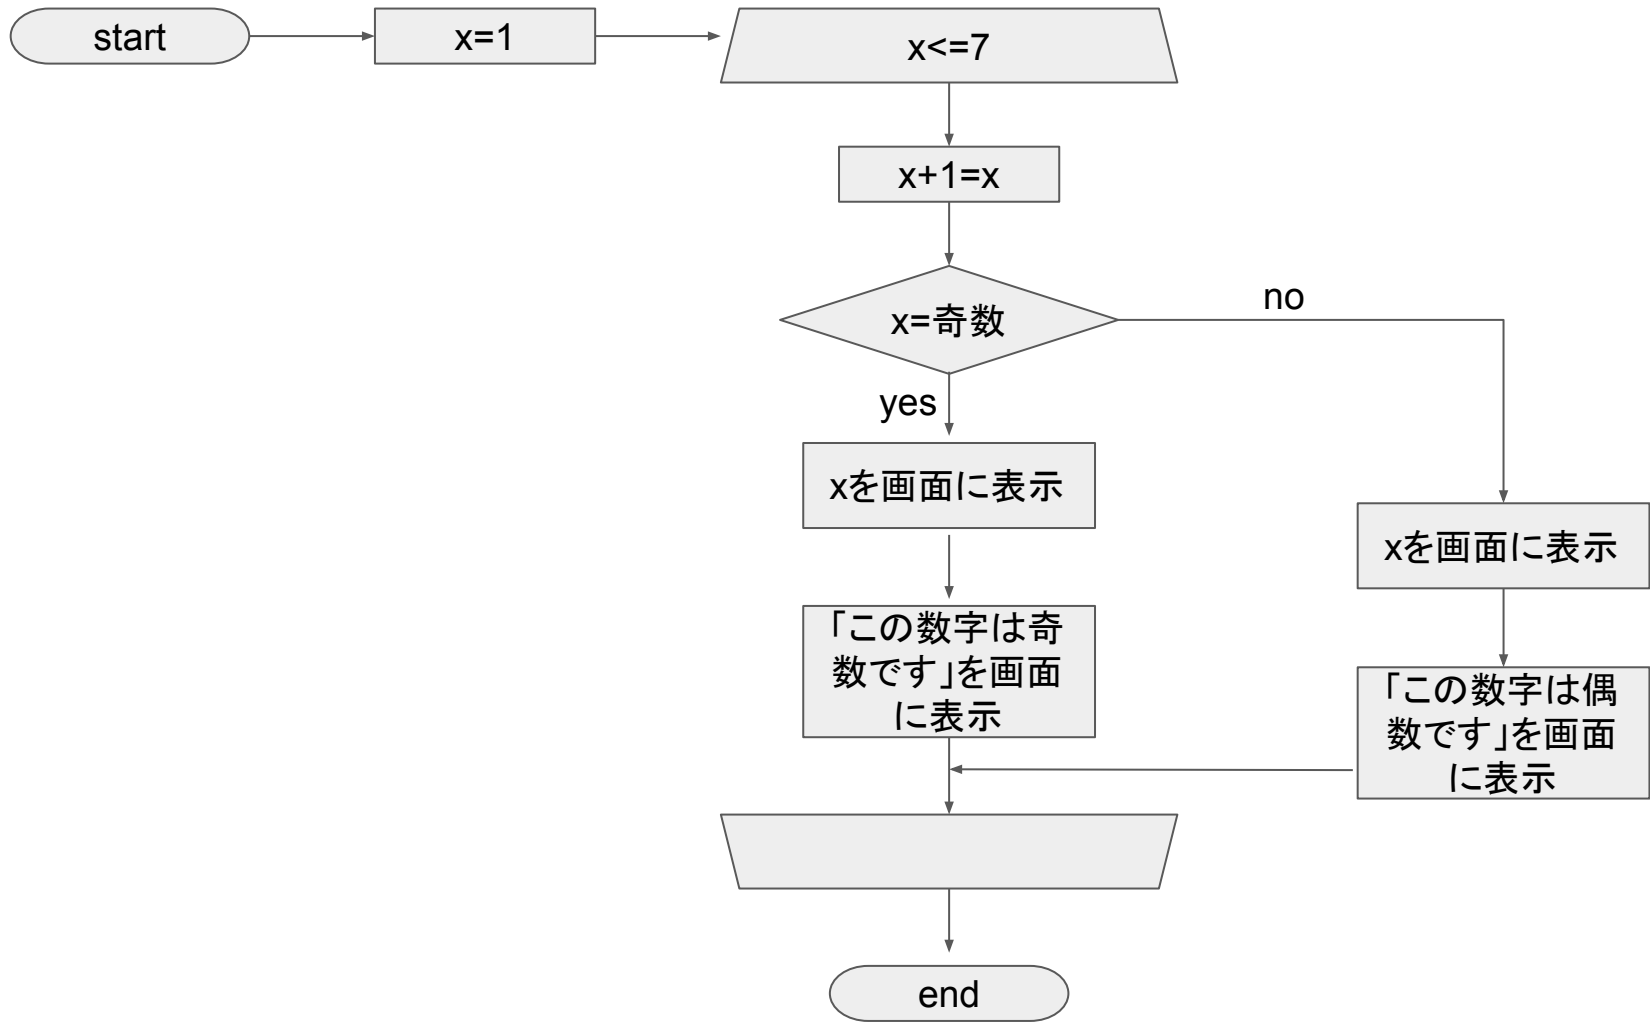 start
x=1
x<=7
x+1=x
x=奇数
no
yes
xを画面に表示
xを画面に表示
「この数字は奇
数です」を画面
に表示
「この数字は偶
数です」を画面
に表示
end